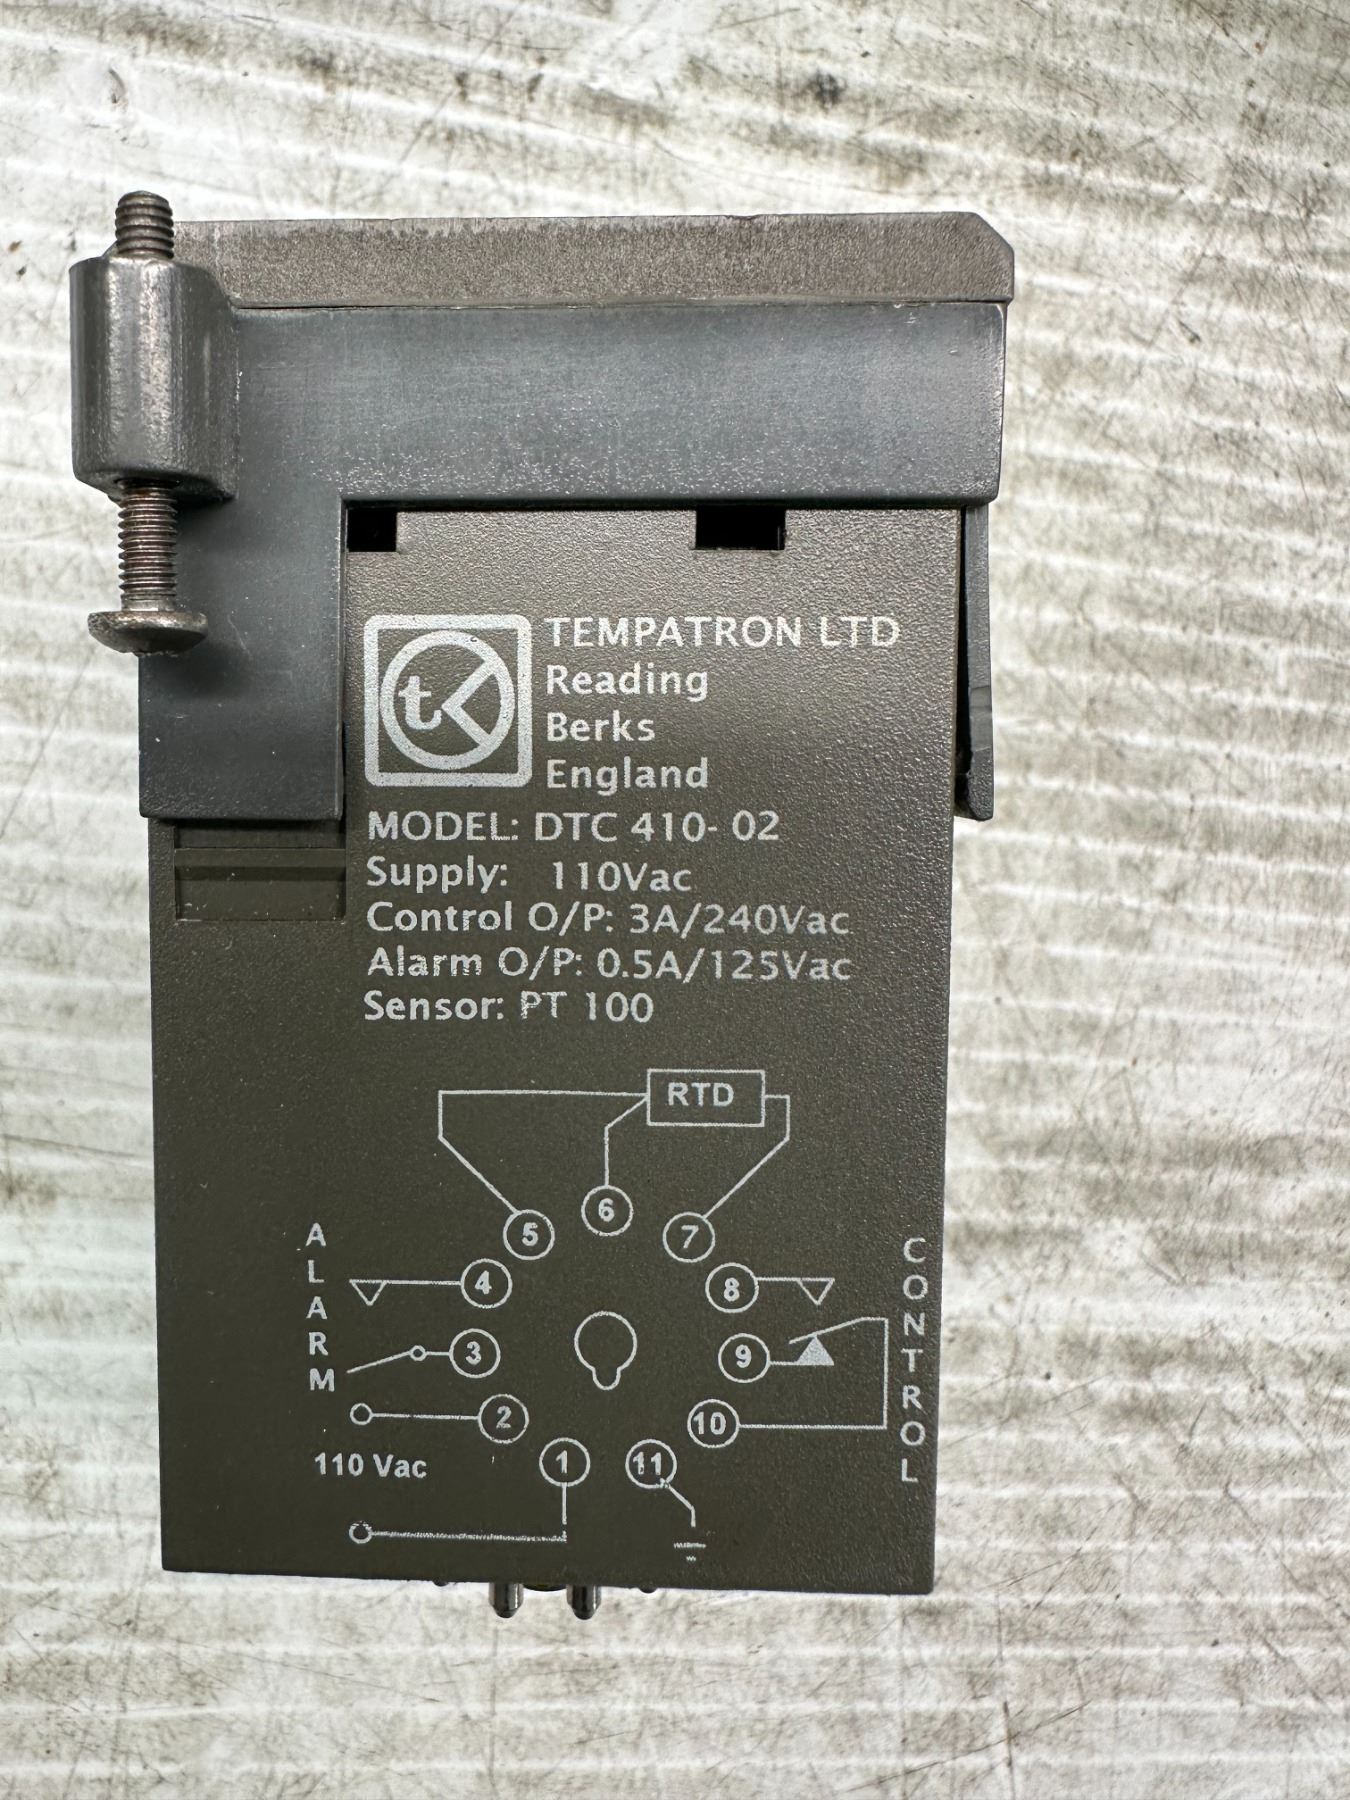 t
TEMPATRON LTD
Reading
Berks
England
MODEL: DTC 410- 02
Supply: 110Vac
Control O/P: 3A/240Vac
Alarm O/P: 0.5A/125Vac
Sensor: PT 100
RTD
ALARM
CONTROL
6
5
7
4
8
3
9
2
10
110 Vac
1
11